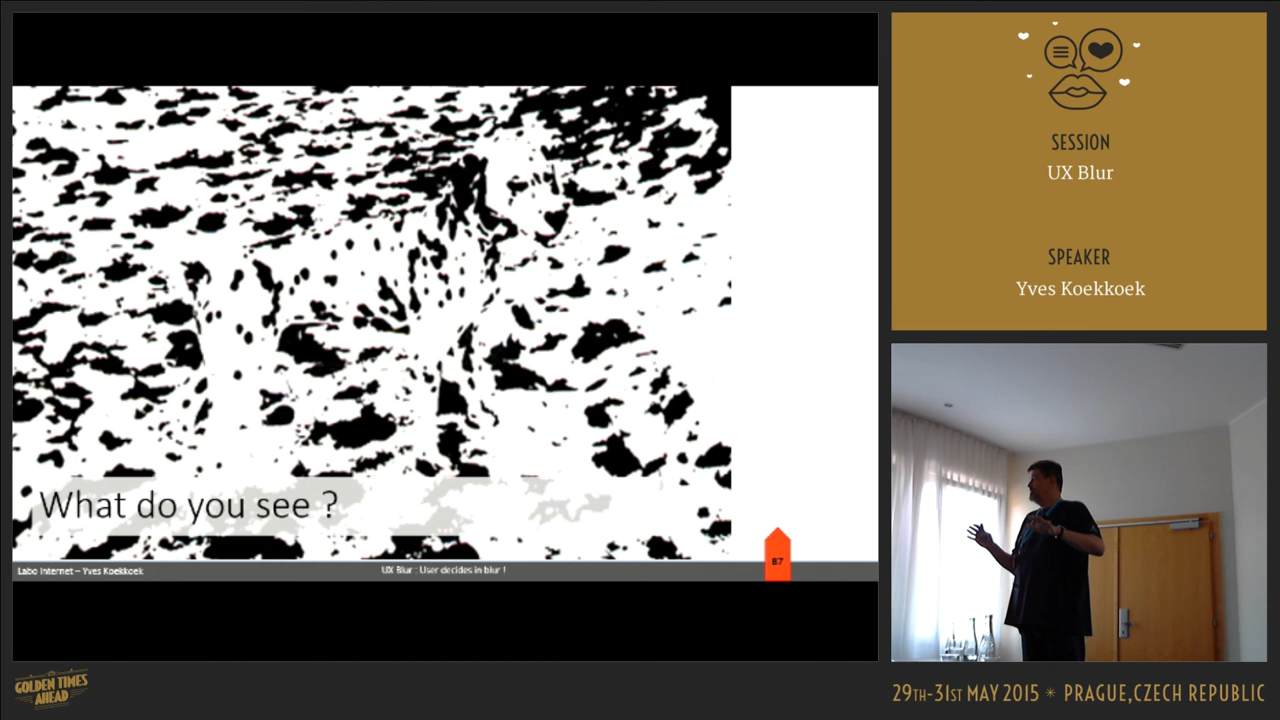 What do you see ?
Labo Internet – Yves Koekkoek
UX Blur : User decides in blur !
87
SESSION
UX Blur
SPEAKER
Yves Koekkoek
GOLDEN TIMES
AHEAD
29TH-31ST MAY 2015 * PRAGUE, CZECH REPUBLIC